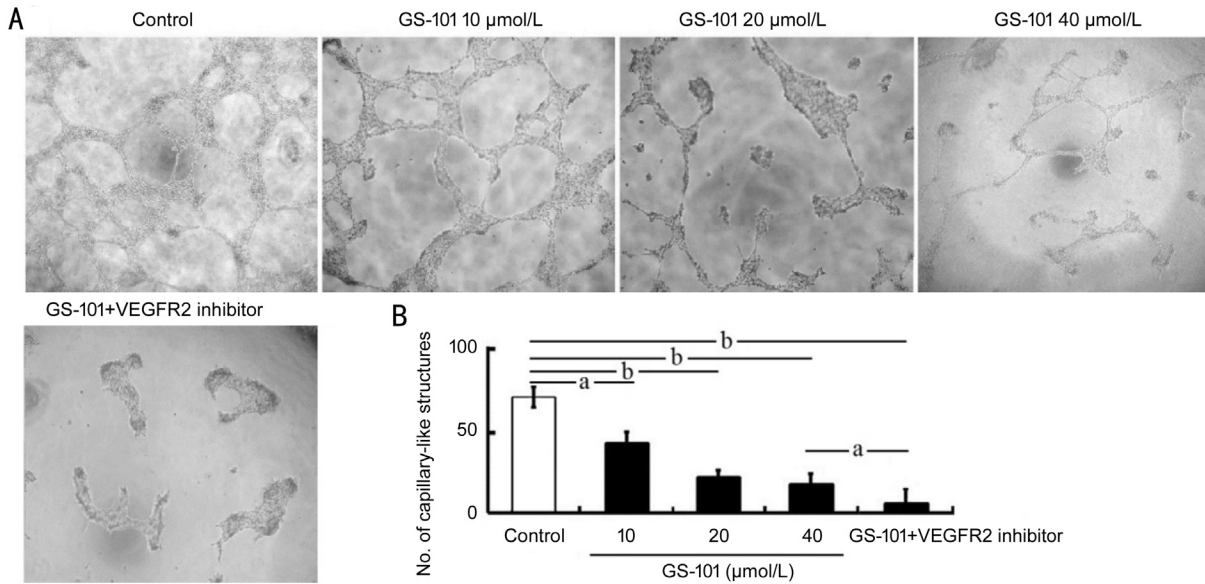 A
Control
GS-101 10 μmol/L
GS-101 20 μmol/L
GS-101 40 μmol/L
GS-101+VEGFR2 inhibitor
B
No. of capillary-like structures
100
50
0
b
b
b
a
a
Control
10
20
40
GS-101+VEGFR2 inhibitor
GS-101 (μmol/L)